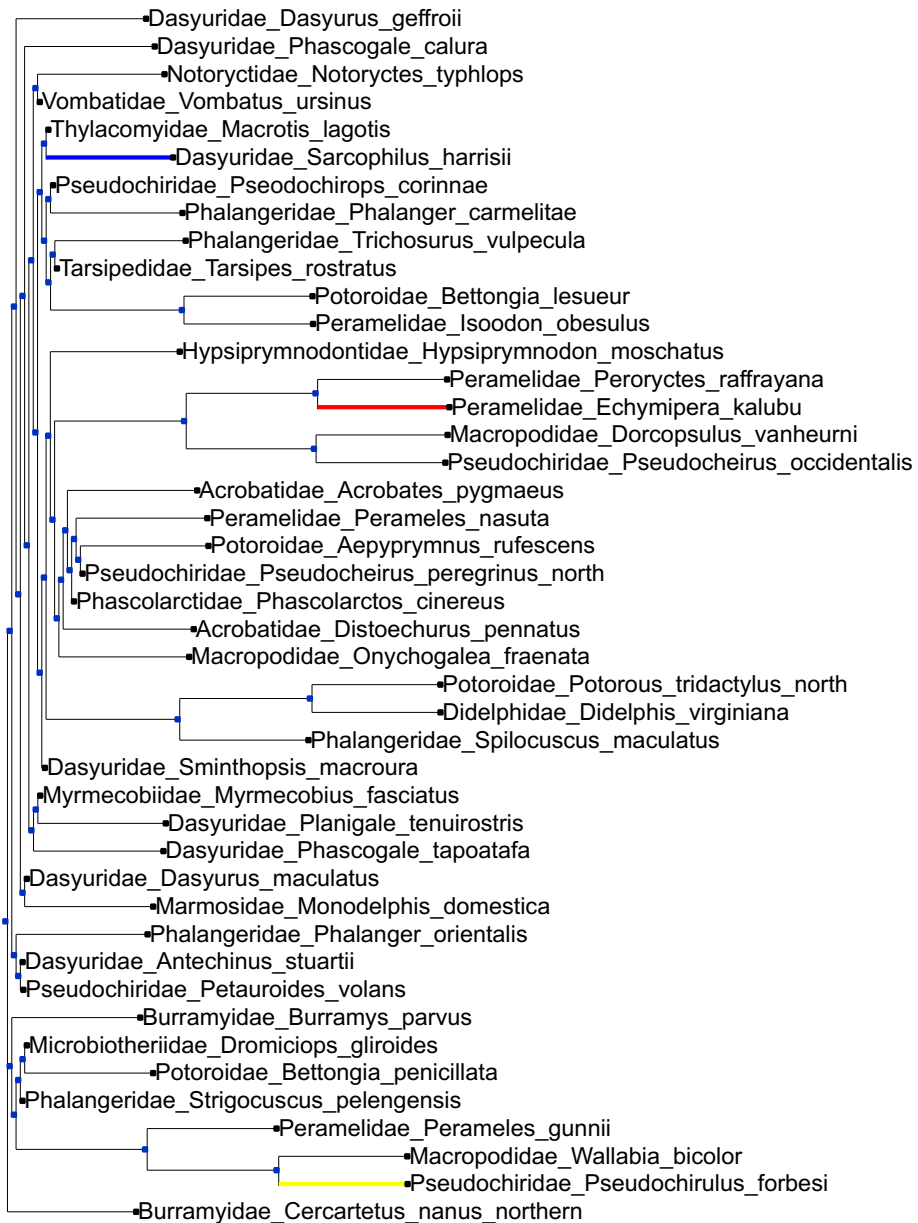 Dasyuridae_Dasyurus_geffroii
Dasyuridae_Phascogale_calura
Notoryctidae_Notoryctes_typhlops
Vombatidae_Vombatus_ursinus
Thylacomyidae_Macrotis_lagotis
Dasyuridae_Sarcophilus_harrisii
Pseudochiridae_Pseodochirops_corinnae
Phalangeridae_Phalanger_carmelitae
Phalangeridae_Trichosurus_vulpecula
Tarsipedidae_Tarsipes_rostratus
Potoroidae_Bettongia_lesueur
Peramelidae_Isoodon_obesulus
Hypsiprymnodontidae_Hypsiprymnodon_moschatus
Peramelidae_Peroryctes_raffrayana
Peramelidae_Echymipera_kalubu
Macropodidae_Dorcopsulus_vanheurni
Pseudochiridae_Pseudocheirus_occidentalis
Acrobatidae_Acrobates_pygmaeus
Peramelidae_Perameles_nasuta
Potoroidae_Aepyprymnus_rufescens
Pseudochiridae_Pseudocheirus_peregrinus_north
Phascolarctidae_Phascolarctos_cinereus
Acrobatidae_Distoechurus_pennatus
Macropodidae_Onychogalea_fraenata
Potoroidae_Potorous_tridactylus_north
Didelphidae_Didelphis_virginiana
Phalangeridae_Spilocuscus_maculatus
Dasyuridae_Sminthopsis_macroura
Myrmecobiidae_Myrmecobius_fasciatus
Dasyuridae_Planigale_tenuirostris
Dasyuridae_Phascogale_tapoatafa
Dasyuridae_Dasyurus_maculatus
Marmosidae_Monodelphis_domestica
Phalangeridae_Phalanger_orientalis
Dasyuridae_Antechinus_stuartii
Pseudochiridae_Petauroides_volans
Burramyidae_Burramys_parvus
Microbiotheriidae_Dromiciops_gliroides
Potoroidae_Bettongia_penicillata
Phalangeridae_Strigocuscus_pelengensis
Peramelidae_Perameles_gunnii
Macropodidae_Wallabia_bicolor
Pseudochiridae_Pseudochirulus_forbesi
Burramyidae_Cercartetus_nanus_northern